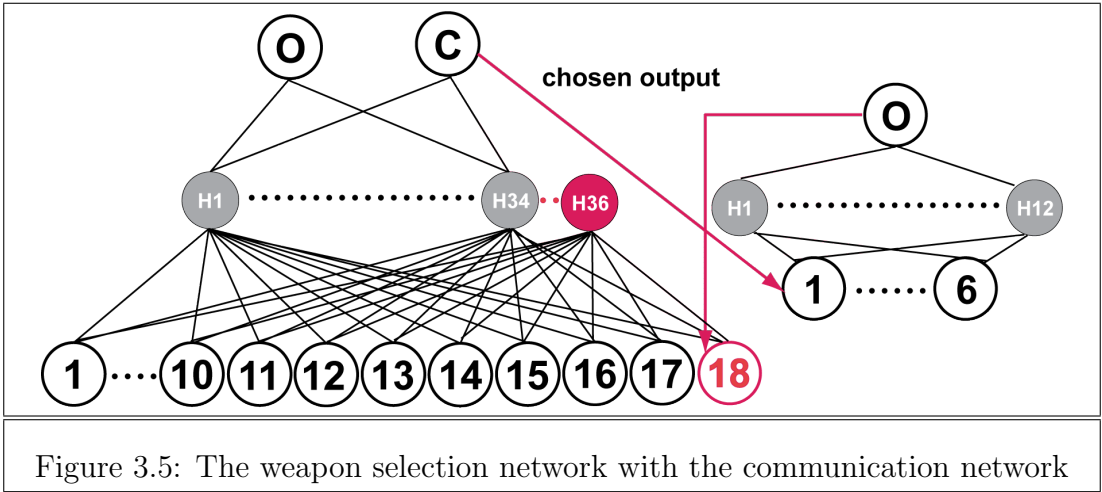 O
C
chosen output
O
H1
H34
H36
H1
H12
1
6
1
10
11
12
13
14
15
16
17
18
Figure 3.5: The weapon selection network with the communication network